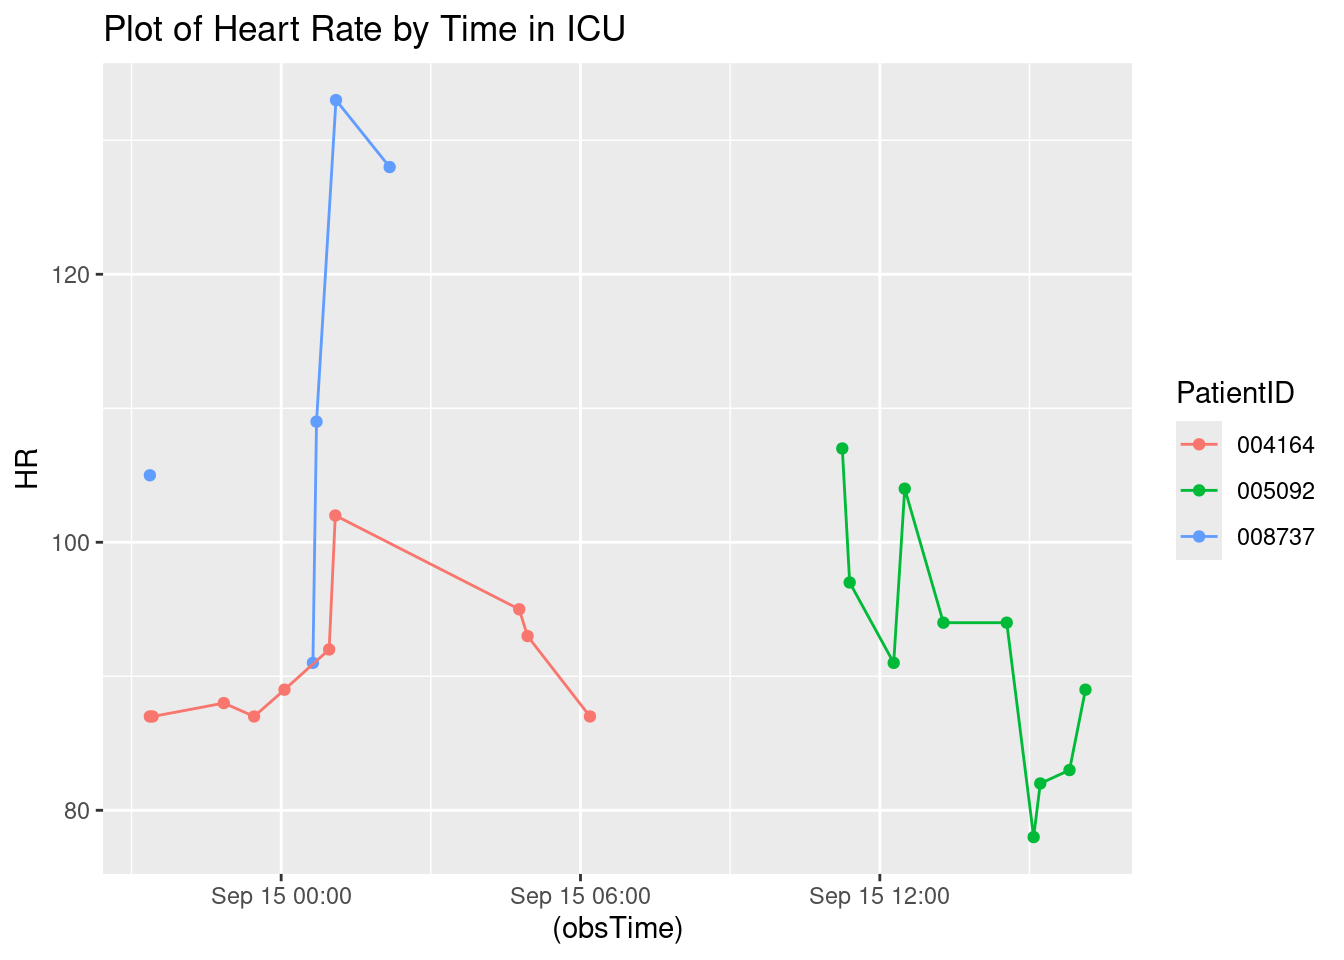 Plot of Heart Rate by Time in ICU
HR
120
100
80
Sep 15 00:00
Sep 15 06:00
Sep 15 12:00
(obsTime)
PatientID
004164
005092
008737